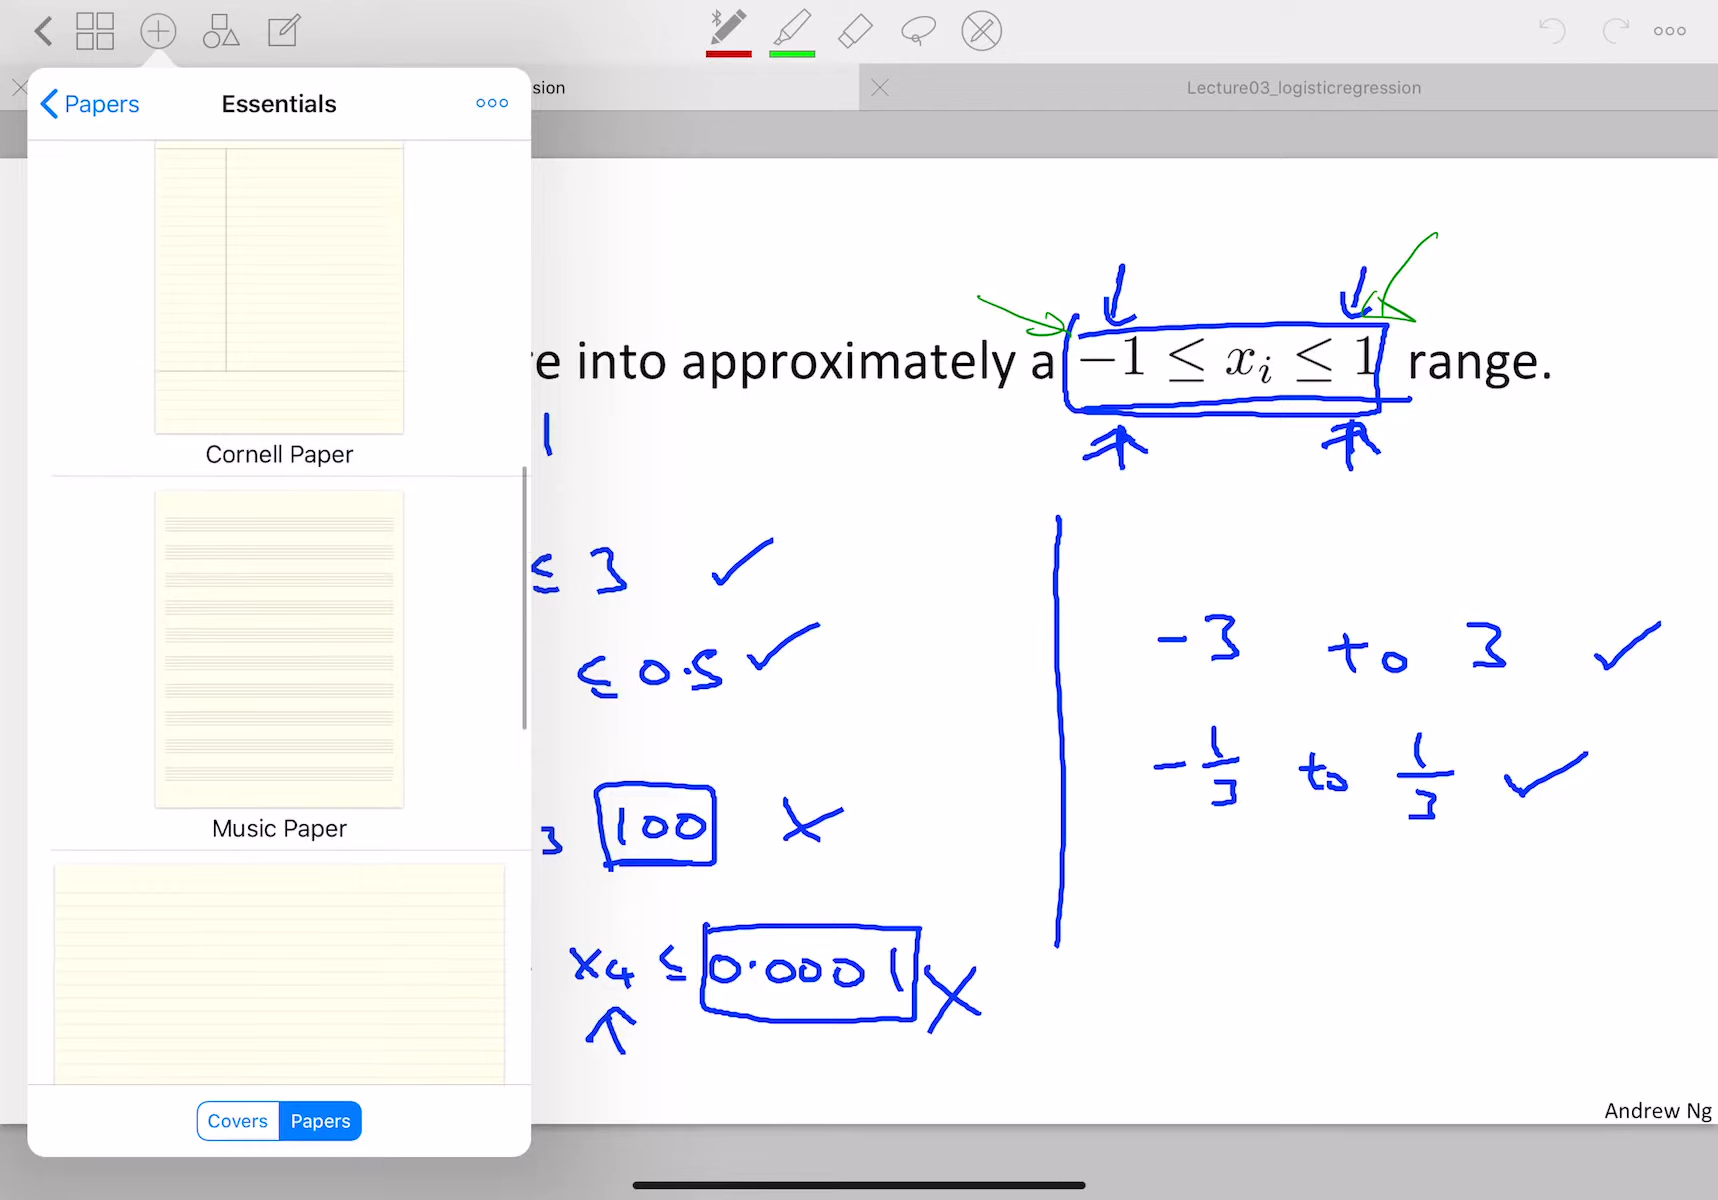 sion
Lecture03_logisticregression
Papers
Essentials
Cornell Paper
Music Paper
Covers
Papers
e into approximately a −1 ≤ xᵢ ≤ 1 range.
1
≤ 3 ✓
≤ 0.5 ✓
3 100 X
x₄ ≤ 0.0001 X
-3 to 3 ✓
-1/3 to 1/3 ✓
Andrew Ng